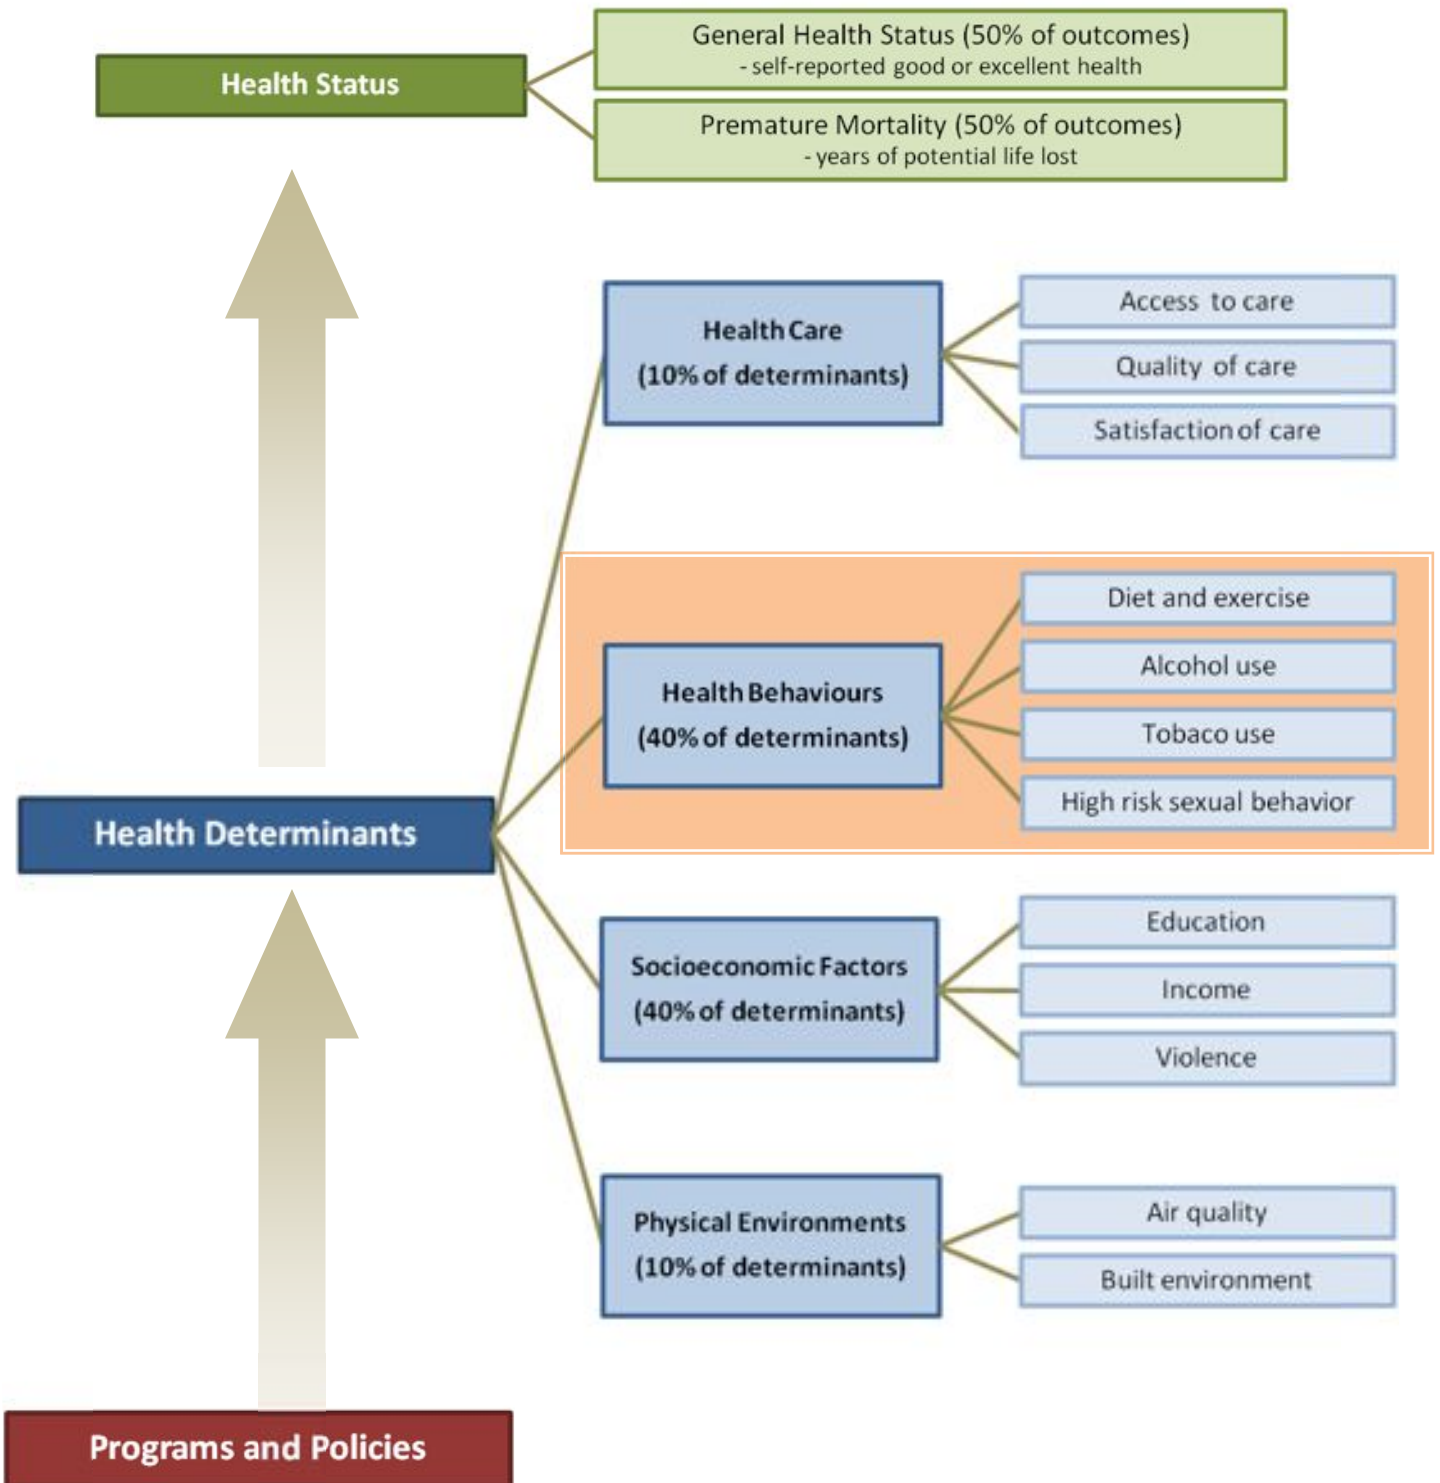 Health Status
General Health Status (50% of outcomes)
- self-reported good or excellent health
Premature Mortality (50% of outcomes)
- years of potential life lost
Health Care
(10% of determinants)
Access to care
Quality of care
Satisfaction of care
Health Behaviours
(40% of determinants)
Diet and exercise
Alcohol use
Tobaco use
High risk sexual behavior
Health Determinants
Socioeconomic Factors
(40% of determinants)
Education
Income
Violence
Physical Environments
(10% of determinants)
Air quality
Built environment
Programs and Policies